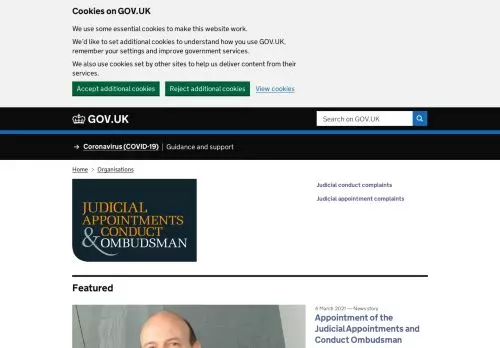 Cookies on GOV.UK
We use some essential cookies to make this website work.
We'd like to set additional cookies to understand how you use GOV.UK,
remember your settings and improve government services.
We also use cookies set by other sites to help us deliver content from their
services.
Accept additional cookies Reject additional cookies View cookies
GOV.UK Search on GOV.UK
→ Coronavirus (COVID-19) | Guidance and support
Home > Organisations
JUDICIAL
APPOINTMENTS
CONDUCT
& OMBUDSMAN
Judicial conduct complaints
Judicial appointment complaints
Featured
6 March 2021 — News story
Appointment of the
Judicial Appointments and
Conduct Ombudsman